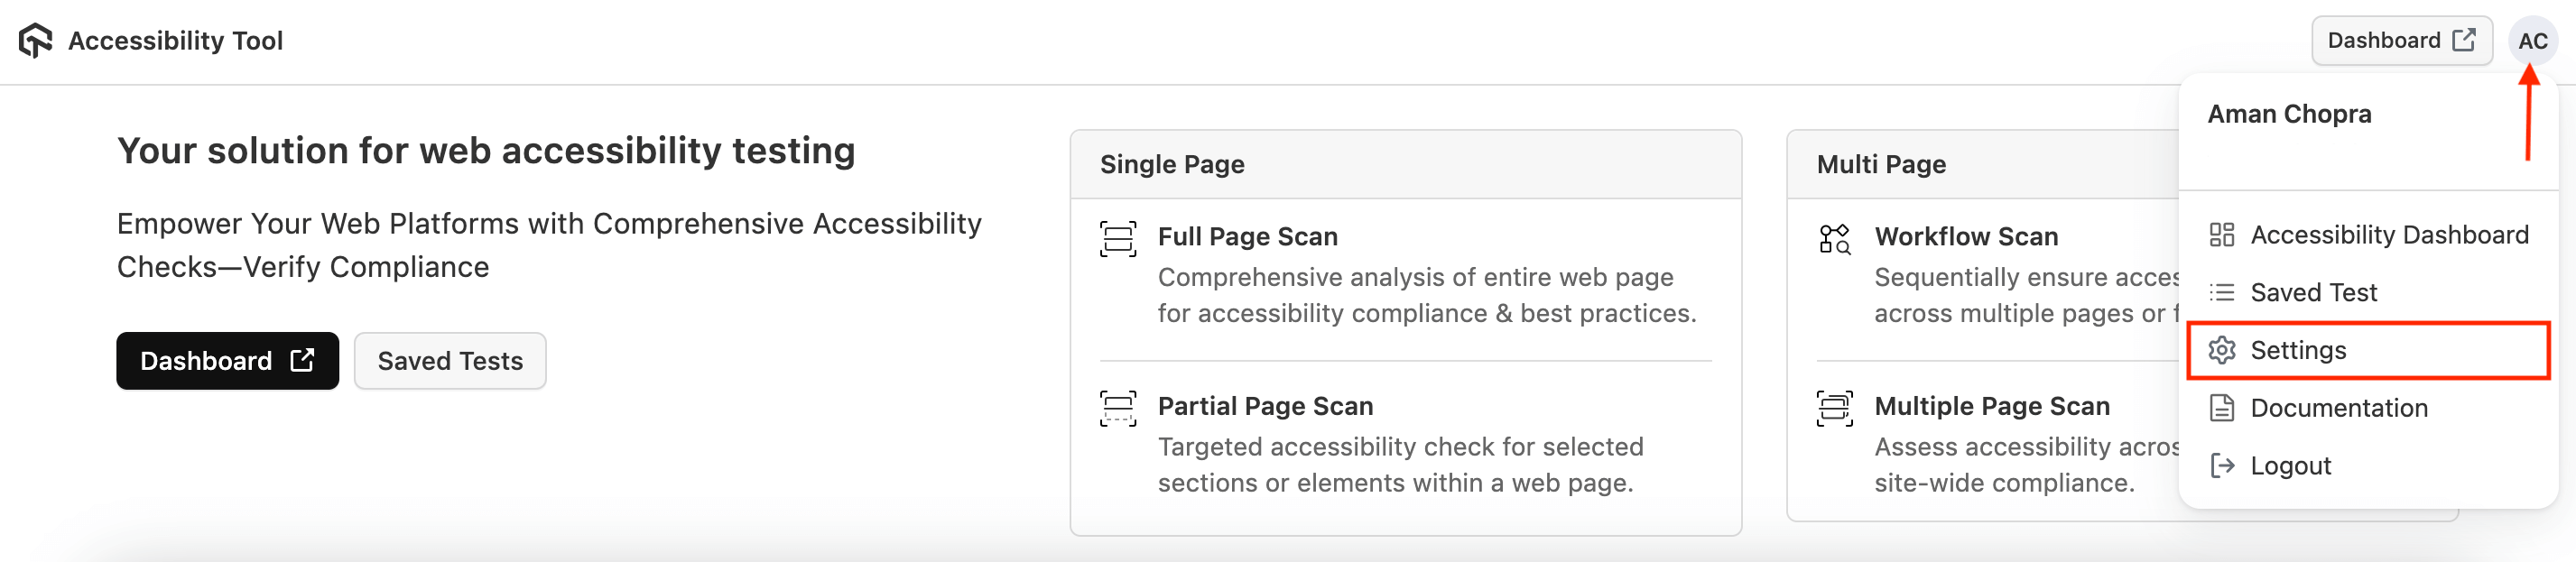 Accessibility Tool
Dashboard
AC
Your solution for web accessibility testing
Empower Your Web Platforms with Comprehensive Accessibility
Checks—Verify Compliance
Dashboard
Saved Tests
Single Page
Full Page Scan
Comprehensive analysis of entire web page
for accessibility compliance & best practices.
Partial Page Scan
Targeted accessibility check for selected
sections or elements within a web page.
Multi Page
Workflow Scan
Sequentially ensure acces
across multiple pages or f
Multiple Page Scan
Assess accessibility acros
site-wide compliance.
Aman Chopra
Accessibility Dashboard
Saved Test
Settings
Documentation
Logout